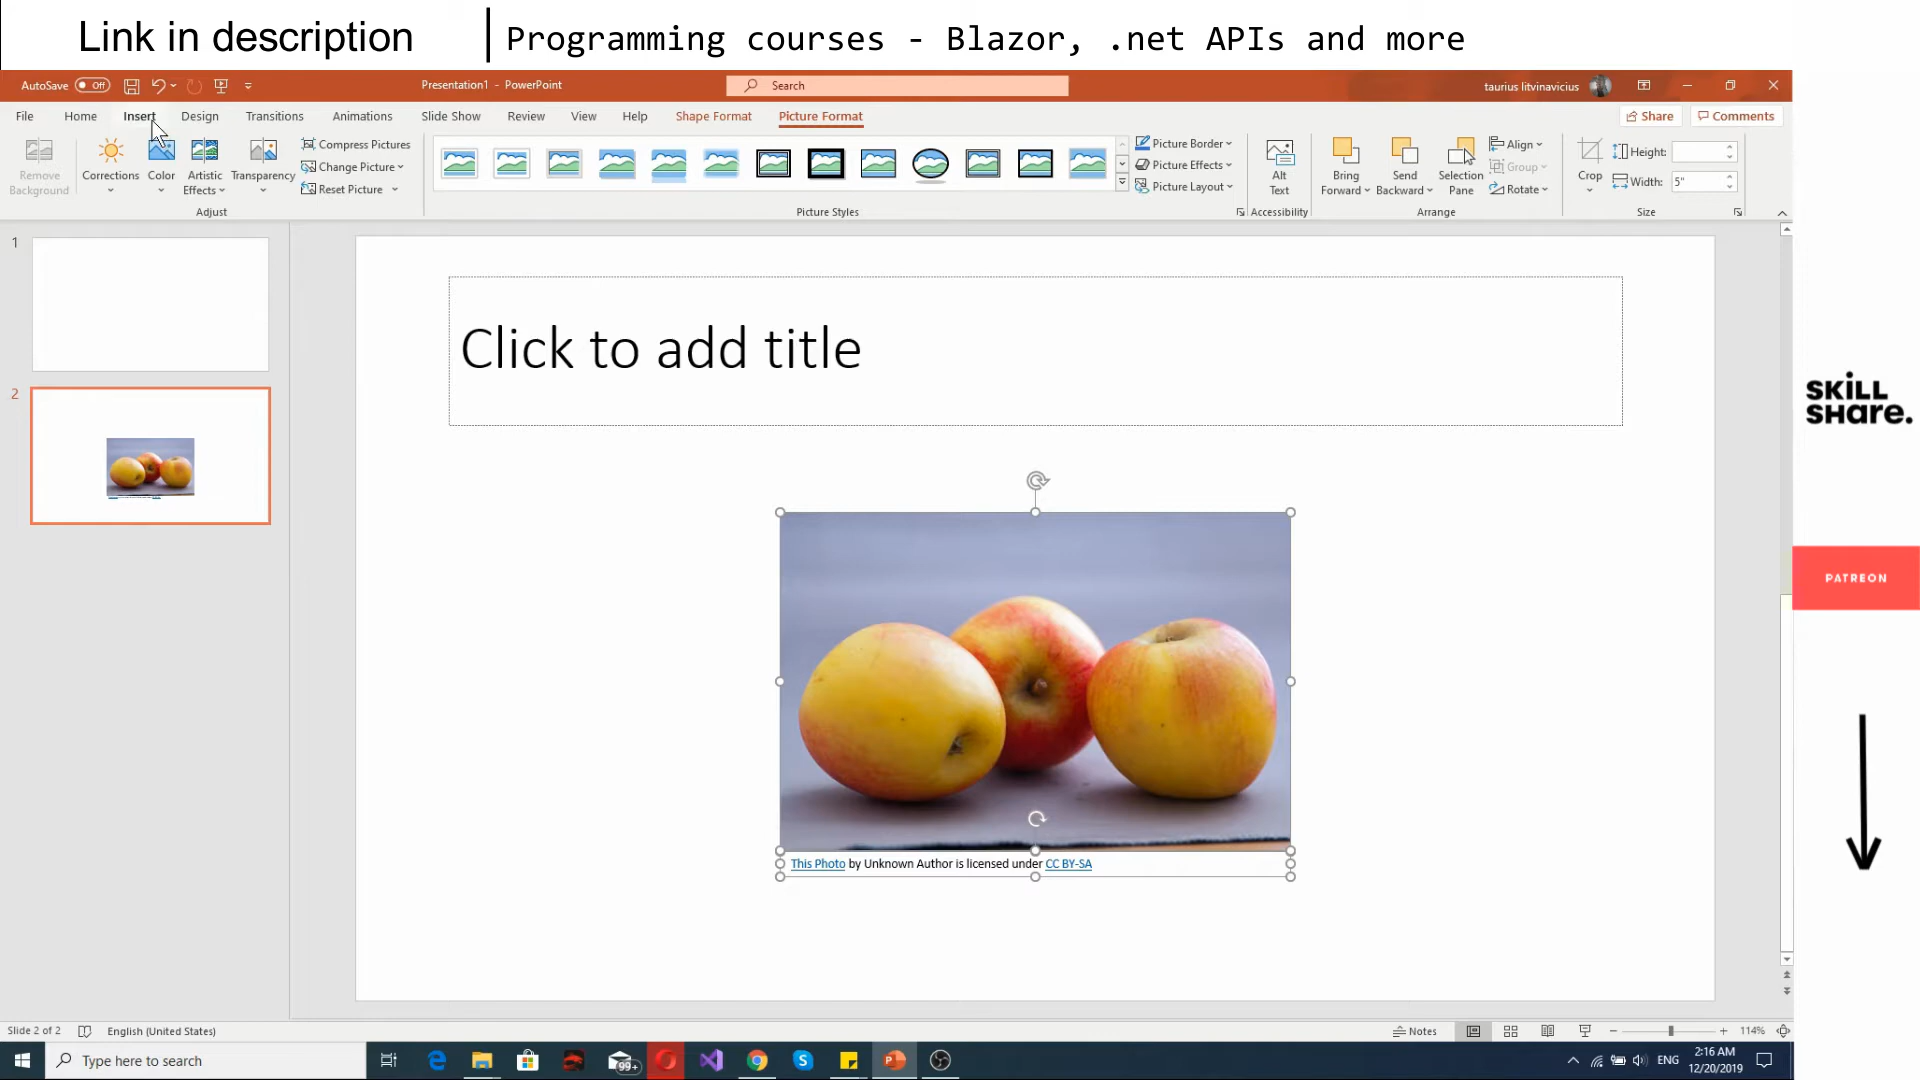 Link in description
Programming courses - Blazor, .net APIs and more
AutoSave Off
Presentation1 - PowerPoint
Search
taurius litvinavicius
File Home Insert Design Transitions Animations Slide Show Review View Help Shape Format Picture Format
Share Comments
Remove Background
Corrections
Color
Artistic Effects
Transparency
Compress Pictures
Change Picture
Reset Picture
Adjust
Picture Styles
Picture Border
Picture Effects
Picture Layout
Alt Text
Accessibility
Bring Forward
Send Backward
Selection Pane
Align
Group
Rotate
Arrange
Crop
Height:
Width: 5"
Size
1
2
Click to add title
This Photo by Unknown Author is licensed under CC BY-SA
SKILL
SHARE.
PATREON
Slide 2 of 2
English (United States)
Notes
114%
Type here to search
99+
ENG
2:16 AM
12/20/2019